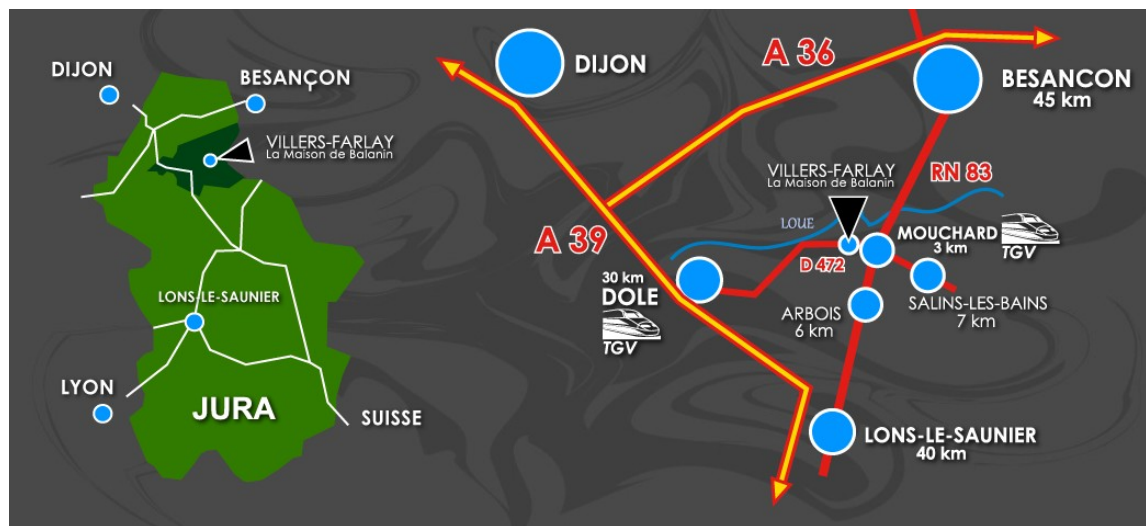 DIJON
BESANÇON
VILLERS-FARLAY
La Maison de Balanin
LONS-LE-SAUNIER
LYON
JURA
SUISSE
DIJON
A 36
BESANCON
45 km
VILLERS-FARLAY
La Maison de Balanin
RN 83
LOUE
A 39
MOUCHARD
3 km
TGV
D 472
30 km
DOLE
TGV
ARBOIS
6 km
SALINS-LES-BAINS
7 km
LONS-LE-SAUNIER
40 km